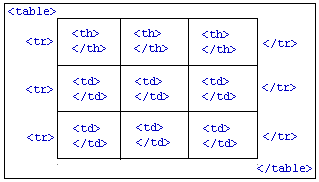 <table>
<th> <th> <th>
<tr> </th> </th> </th> </tr>
<td> <td> <td>
<tr> </td> </td> </td> </tr>
<td> <td> <td>
<tr> </td> </td> </td> </tr>
</table>